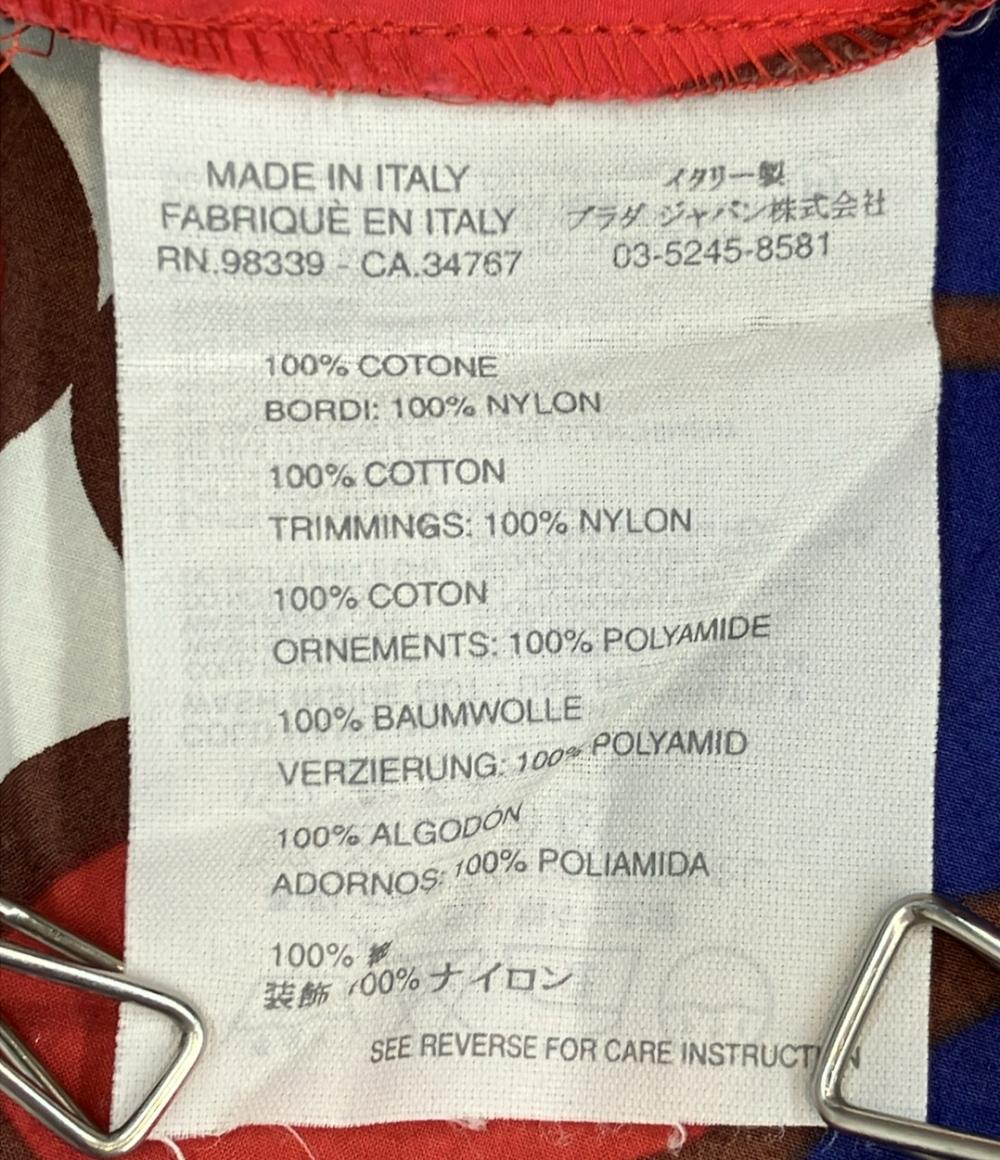 MADE IN ITALY
FABRIQUÈ EN ITALY
RN.98339 - CA.34767
イタリー製
プラダ ジャパン株式会社
03-5245-8581
100% COTONE
BORDI: 100% NYLON
100% COTTON
TRIMMINGS: 100% NYLON
100% COTON
ORNEMENTS: 100% POLYAMIDE
100% BAUMWOLLE
VERZIERUNG: 100% POLYAMID
100% ALGODÓN
ADORNOS: 100% POLIAMIDA
100%
装飾 100% ナイロン
SEE REVERSE FOR CARE